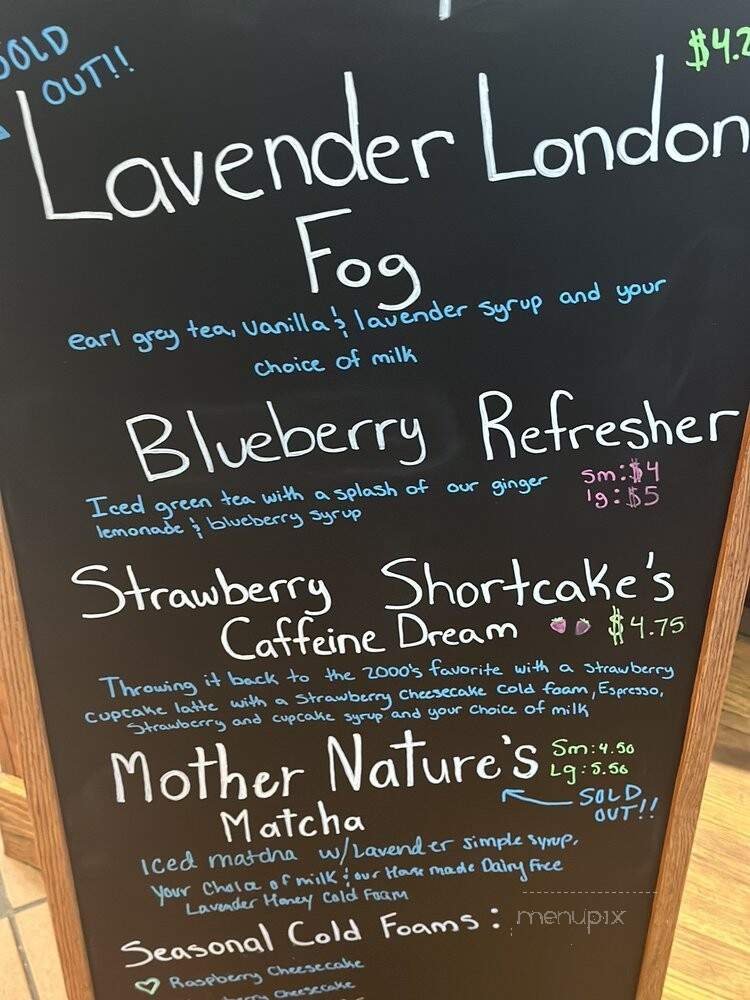 SOLD
OUT!!
$4.2
Lavender London
Fog
earl grey tea, vanilla & lavender syrup and your
choice of milk
Blueberry Refresher
Iced green tea with a splash of our ginger
lemonade & blueberry syrup
Sm: $4
lg: $5
Strawberry Shortcake's
Caffeine Dream $4.75
Throwing it back to the 2000's favorite with a strawberry
cupcake latte with a strawberry cheesecake cold foam, Espresso,
Strawberry and cupcake syrup and your choice of milk
Mother Nature's
Matcha
Sm: 4.50
Lg: 5.50
SOLD
OUT!!
Iced matcha w/Lavender simple syrup,
your of milk & our made Dairy Free
Lavender Honey Cold Foam
Seasonal Cold Foams:
Raspberry Cheesecake
Cheesecake
menupix